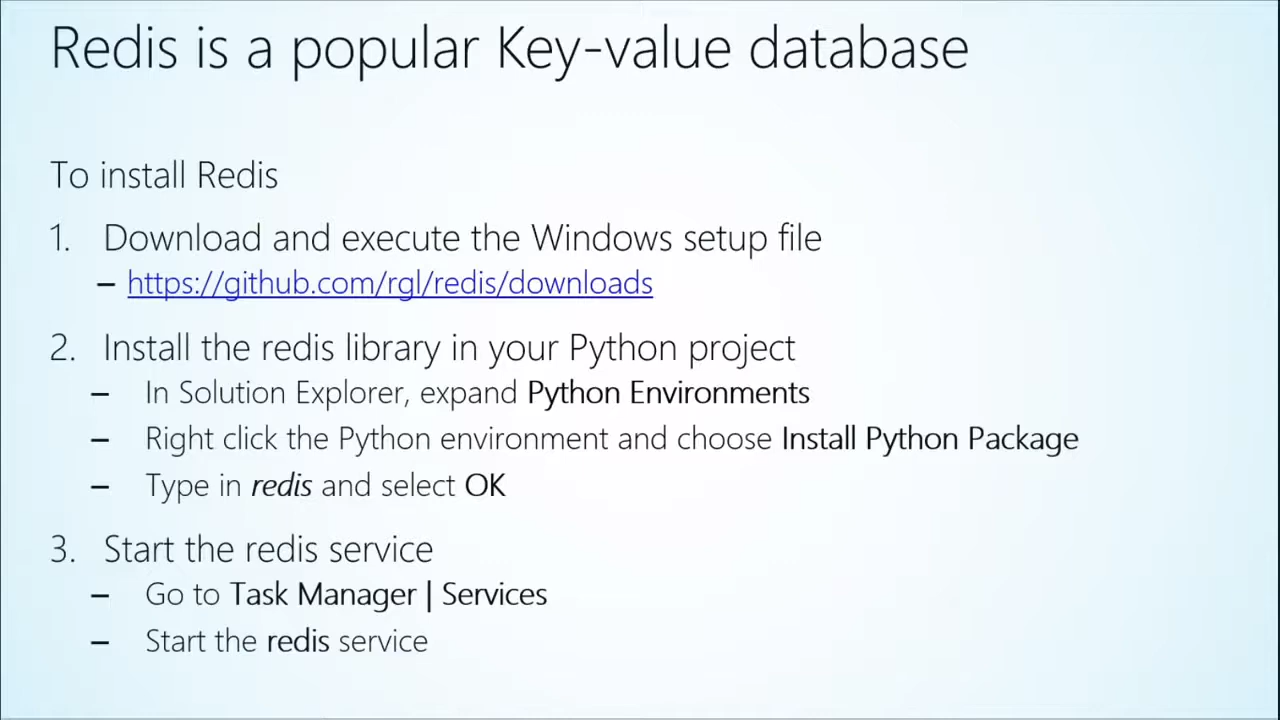 Redis is a popular Key-value database
To install Redis
1. Download and execute the Windows setup file
– https://github.com/rgl/redis/downloads
2. Install the redis library in your Python project
– In Solution Explorer, expand Python Environments
– Right click the Python environment and choose Install Python Package
– Type in redis and select OK
3. Start the redis service
– Go to Task Manager | Services
– Start the redis service